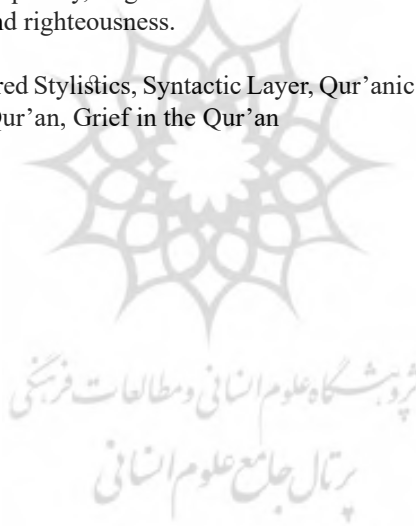 nd righteousness.
red Stylistics, Syntactic Layer, Qur’anic
Qur’an, Grief in the Qur’an
پژوهشگاه علوم انسانی و مطالعات فرهنگی
پرتال جامع علوم انسانی